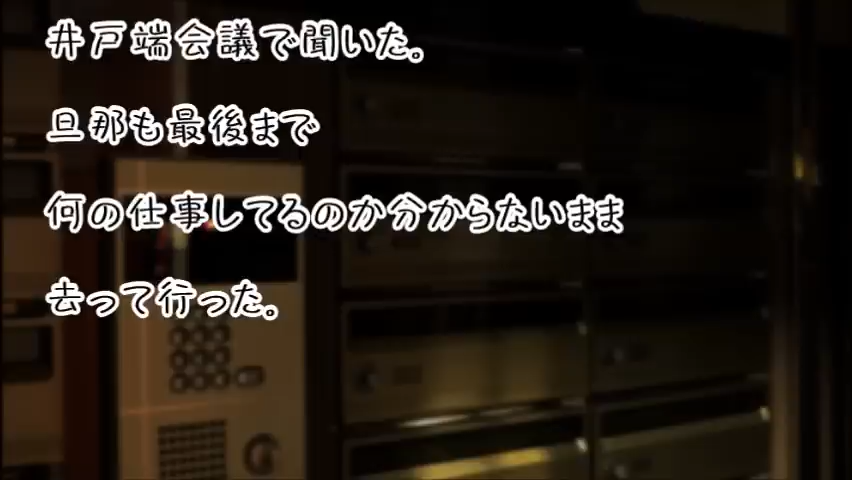 井戸端会議で聞いた。
旦那も最後まで
何の仕事してるのか分からないまま
去って行った。